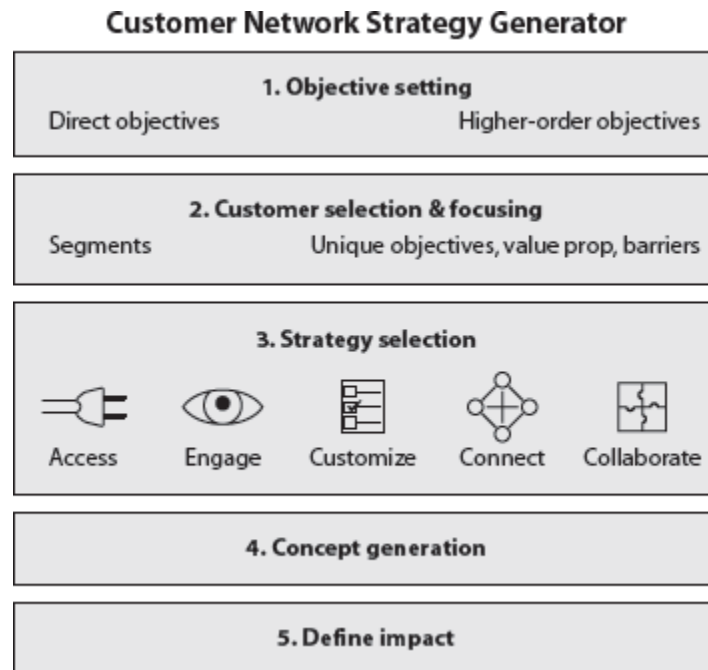 Customer Network Strategy Generator
1. Objective setting
Direct objectives Higher-order objectives
2. Customer selection & focusing
Segments Unique objectives, value prop, barriers
3. Strategy selection
Access Engage Customize Connect Collaborate
4. Concept generation
5. Define impact